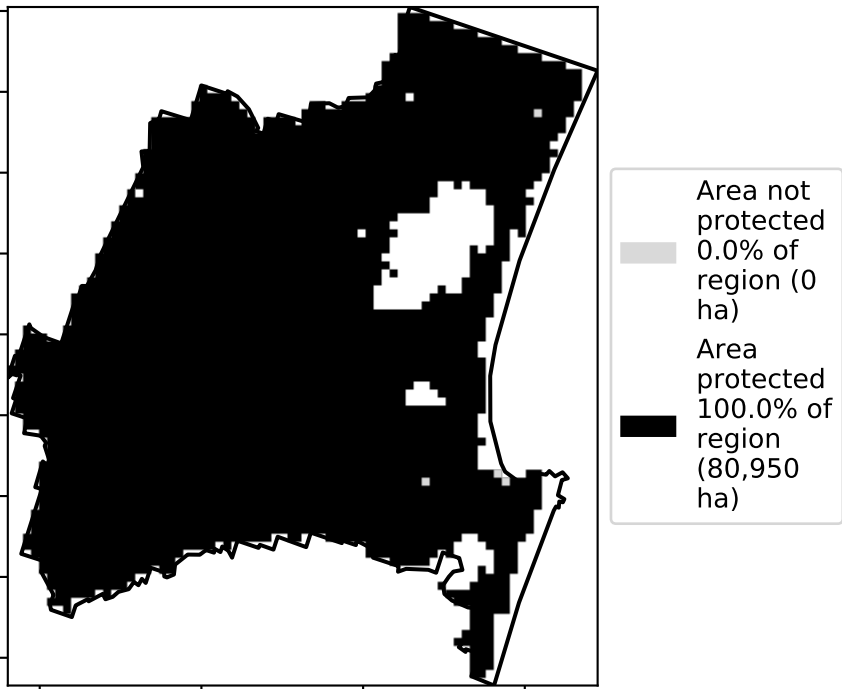 Area not
protected
0.0% of
region (0
ha)
Area
protected
100.0% of
region
(80,950
ha)